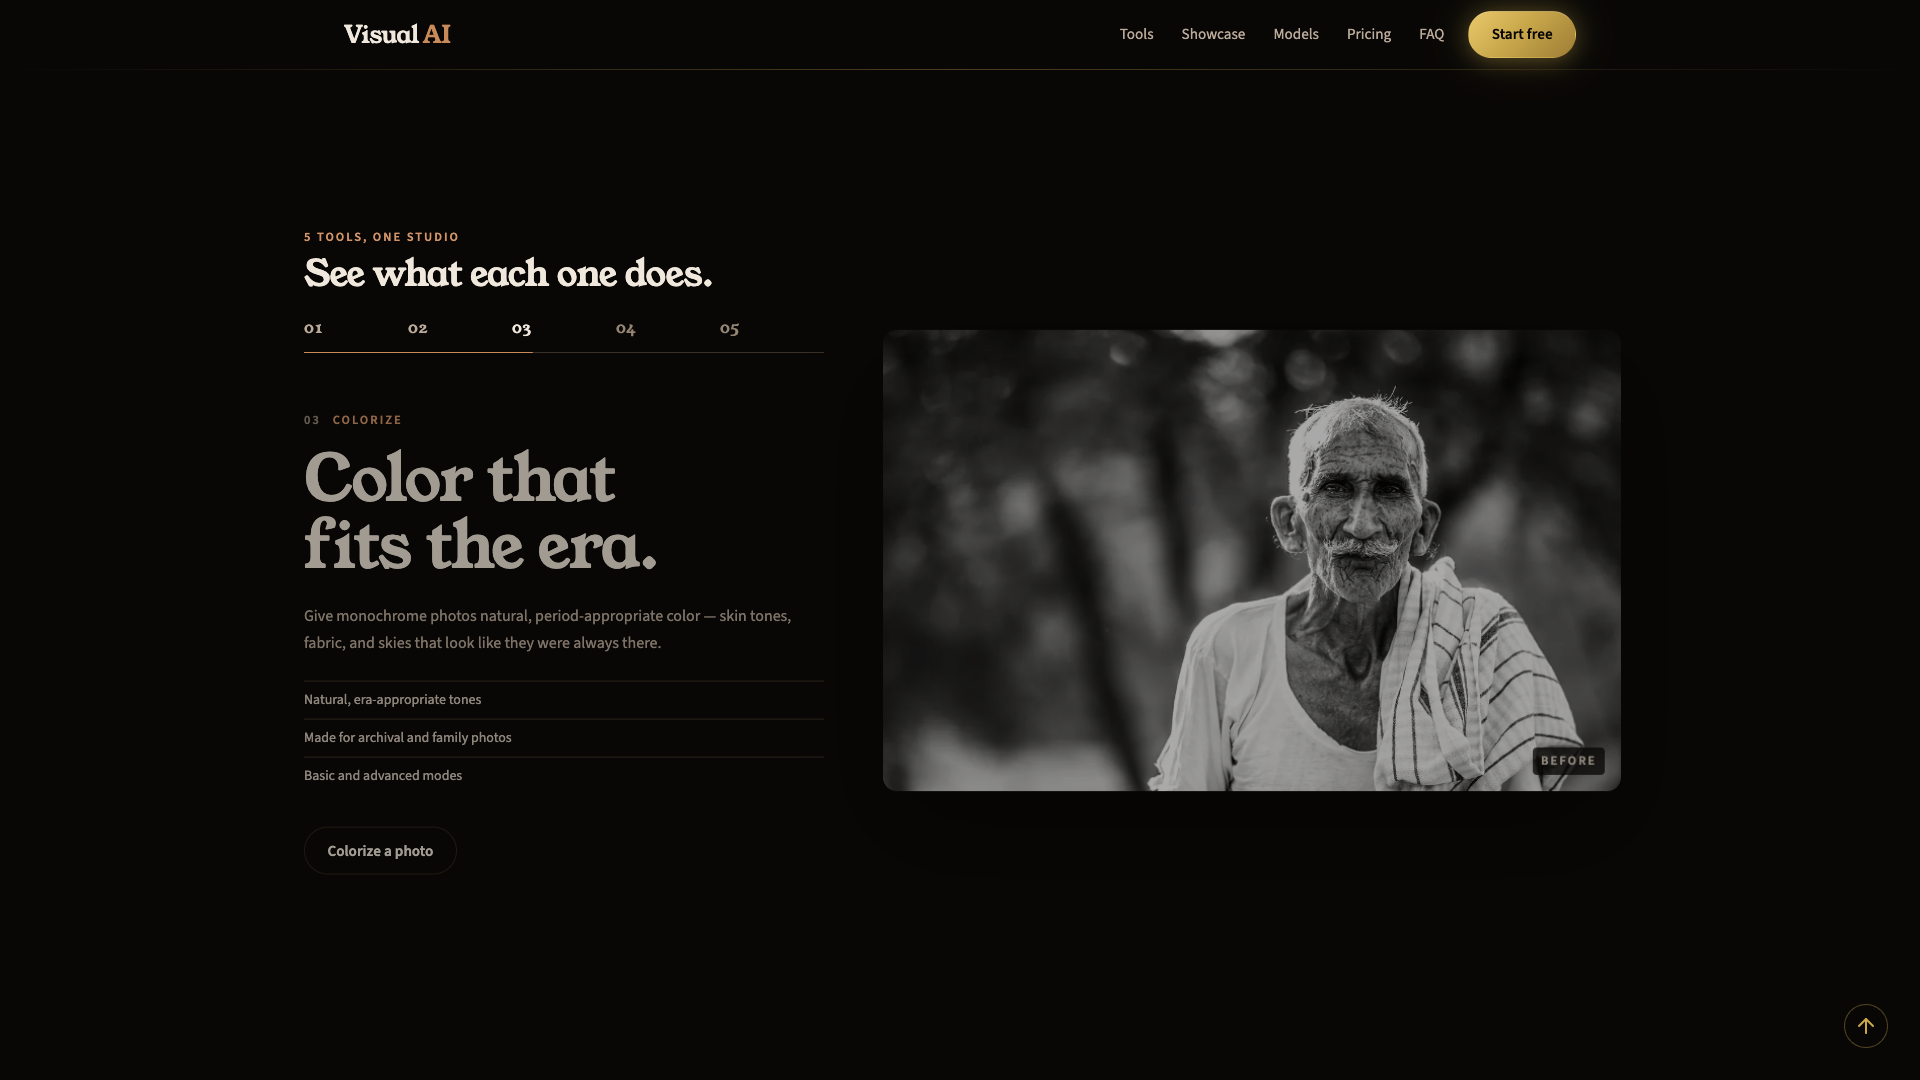 Visual AI
Tools
Showcase
Models
Pricing
FAQ
Start free
5 TOOLS, ONE STUDIO
See what each one does.
01
02
03
04
05
03 COLORIZE
Color that
fits the era.
Give monochrome photos natural, period-appropriate color — skin tones,
fabric, and skies that look like they were always there.
Natural, era-appropriate tones
Made for archival and family photos
Basic and advanced modes
Colorize a photo
BEFORE